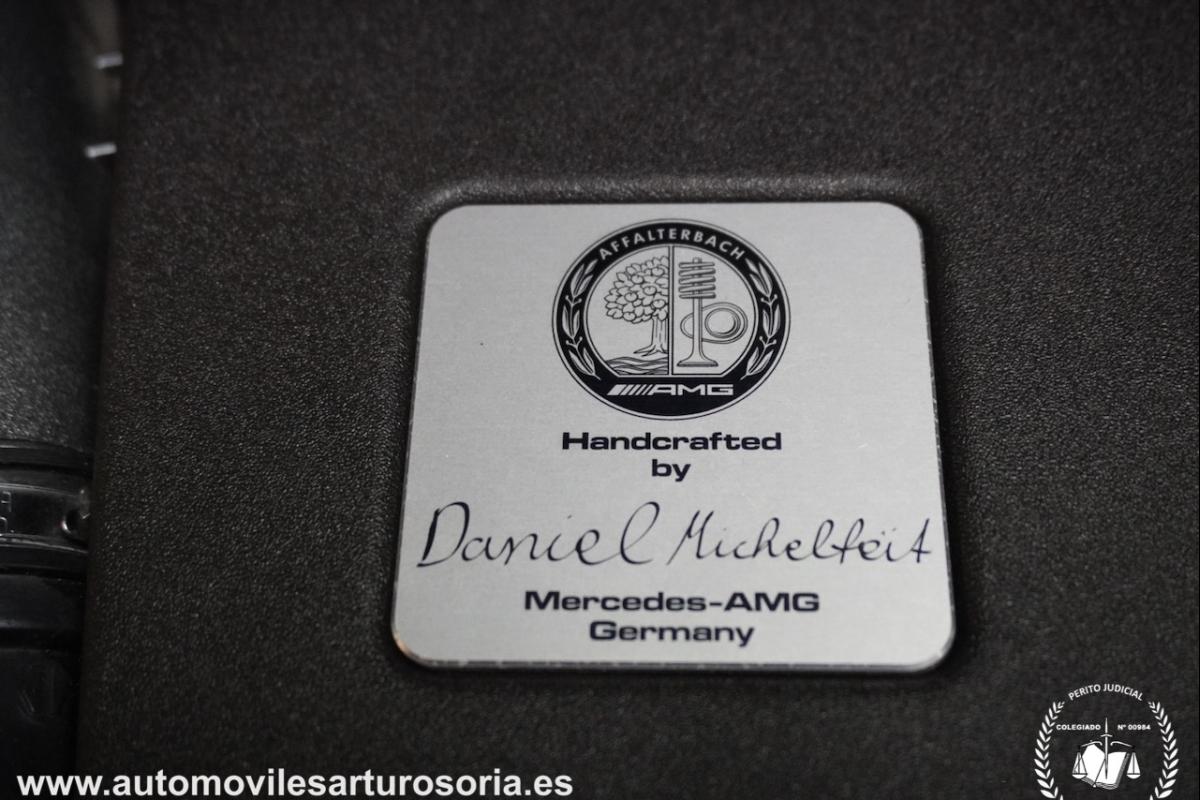 AFFALTERBACH
AMG
Handcrafted
by
Daniel Michelfeit
Mercedes-AMG
Germany
PERITO JUDICIAL
COLEGIADO Nº 00984
www.automovilesarturosoria.es